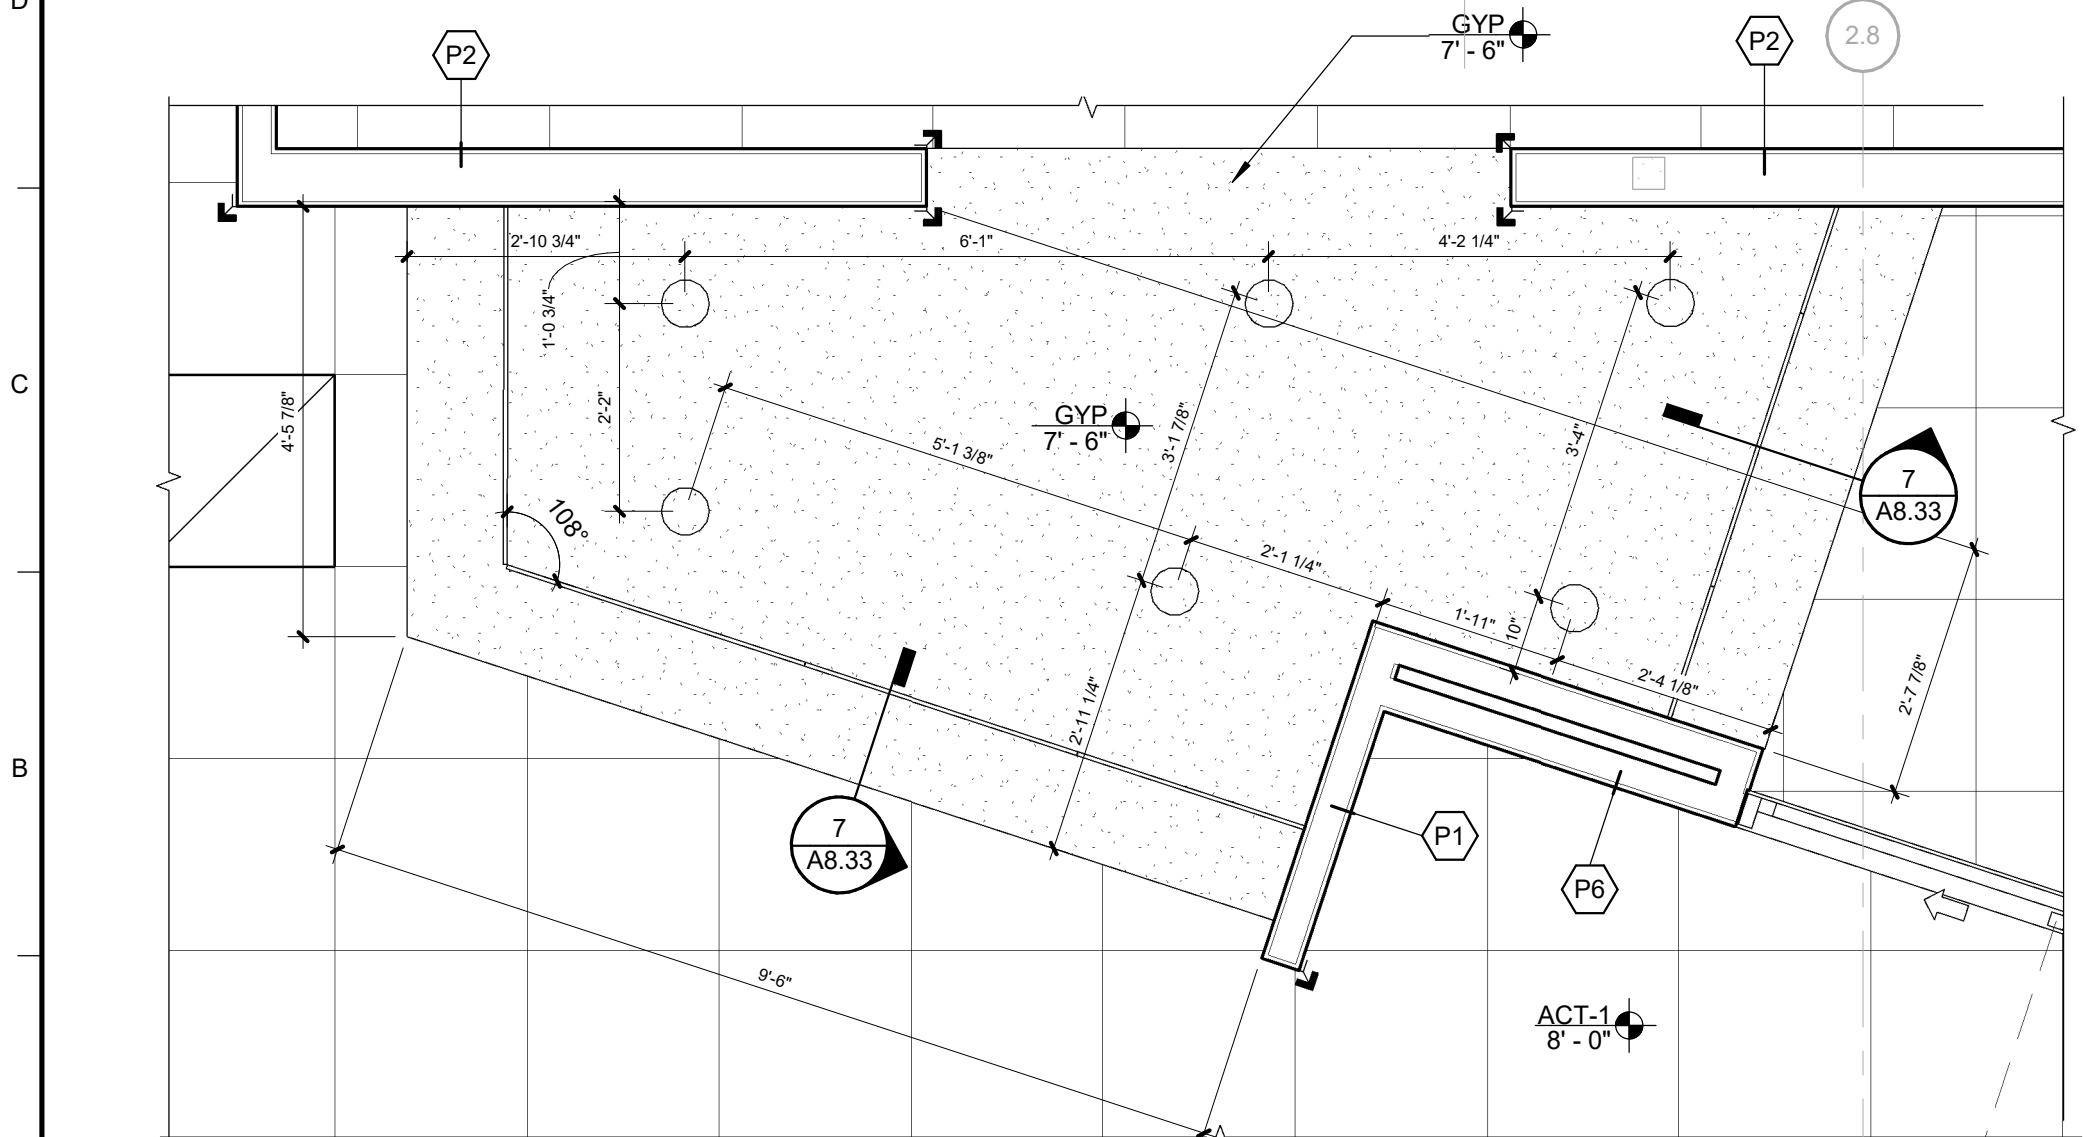 D
GYP
7' - 6"
P2
P2
2.8
2'-10 3/4"
6'-1"
4'-2 1/4"
1'-0 3/4"
C
4'-5 7/8"
2'-2"
GYP
7' - 6"
5'-1 3/8"
3'-1 7/8"
3'-4"
7
A8.33
108°
2'-1 1/4"
1'-11"
10"
2'-4 1/8"
2'-7 7/8"
2'-11 1/4"
B
7
A8.33
P1
P6
9'-6"
ACT-1
8' - 0"